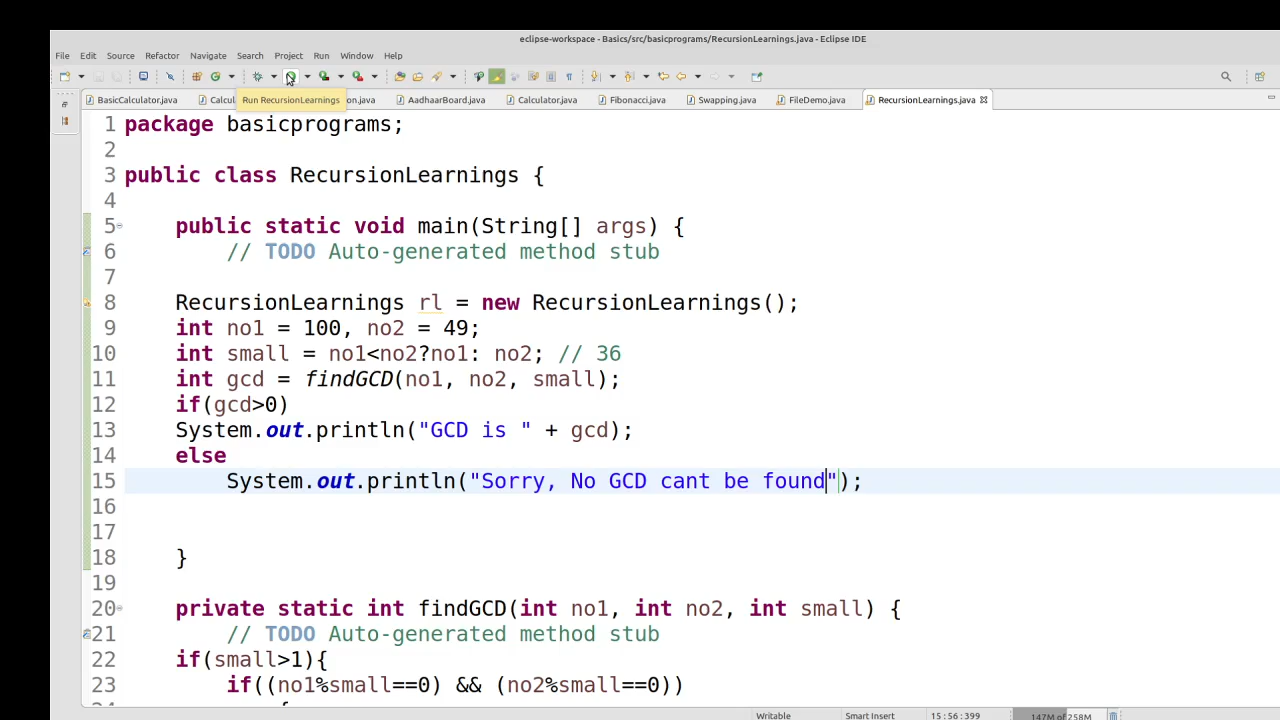 eclipse-workspace - Basics/src/basicprograms/RecursionLearnings.java - Eclipse IDE
File Edit Source Refactor Navigate Search Project Run Window Help
BasicCalculator.java Calcul on.java AadhaarBoard.java Calculator.java Fibonacci.java Swapping.java FileDemo.java RecursionLearnings.java
Run RecursionLearnings
1 package basicprograms;
2
3 public class RecursionLearnings {
4
5 public static void main(String[] args) {
6 // TODO Auto-generated method stub
7
8 RecursionLearnings rl = new RecursionLearnings();
9 int no1 = 100, no2 = 49;
10 int small = no1<no2?no1: no2; // 36
11 int gcd = findGCD(no1, no2, small);
12 if(gcd>0)
13 System.out.println("GCD is " + gcd);
14 else
15 System.out.println("Sorry, No GCD cant be found");
16
17
18 }
19
20 private static int findGCD(int no1, int no2, int small) {
21 // TODO Auto-generated method stub
22 if(small>1){
23 if((no1%small==0) && (no2%small==0))
Writable Smart Insert 15:56:399 147M of 258M